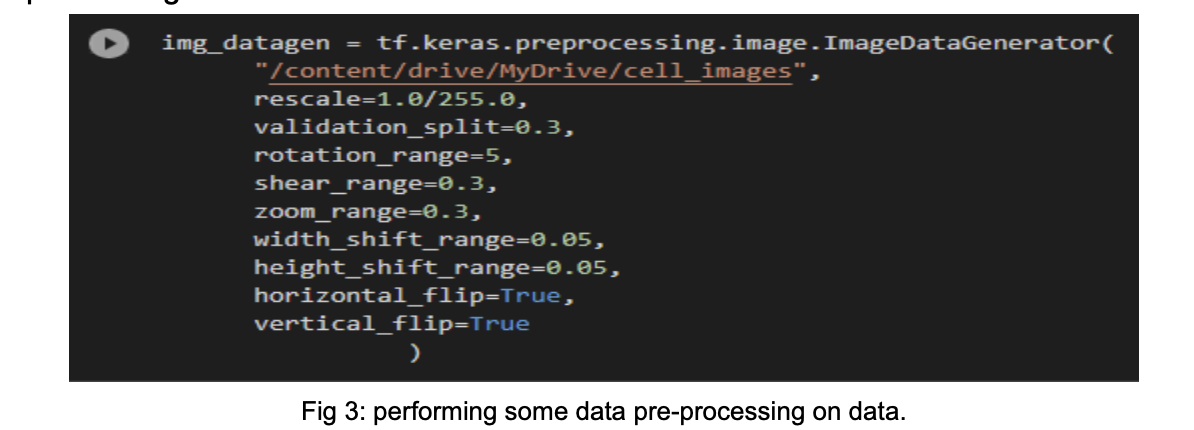 img_datagen = tf.keras.preprocessing.image.ImageDataGenerator(
"/content/drive/MyDrive/cell_images",
rescale=1.0/255.0,
validation_split=0.3,
rotation_range=5,
shear_range=0.3,
zoom_range=0.3,
width_shift_range=0.05,
height_shift_range=0.05,
horizontal_flip=True,
vertical_flip=True
)
Fig 3: performing some data pre-processing on data.